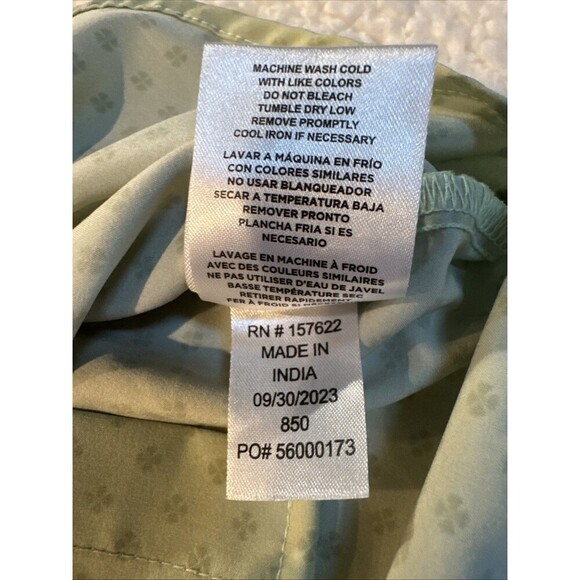 MACHINE WASH COLD
WITH LIKE COLORS
DO NOT BLEACH
TUMBLE DRY LOW
REMOVE PROMPTLY
COOL IRON IF NECESSARY
LAVAR A MÁQUINA EN FRÍO
CON COLORES SIMILARES
NO USAR BLANQUEADOR
SECAR A TEMPERATURA BAJA
REMOVER PRONTO
PLANCHA FRIA SI ES
NECESARIO
LAVAGE EN MACHINE À FROID
AVEC DES COULEURS SIMILAIRES
NE PAS UTILISER D'EAU DE JAVEL
BASSE TEMPÉRATURE SEC
RETIRER
FER À FROID SI
RN # 157622
MADE IN
INDIA
09/30/2023
850
PO# 56000173